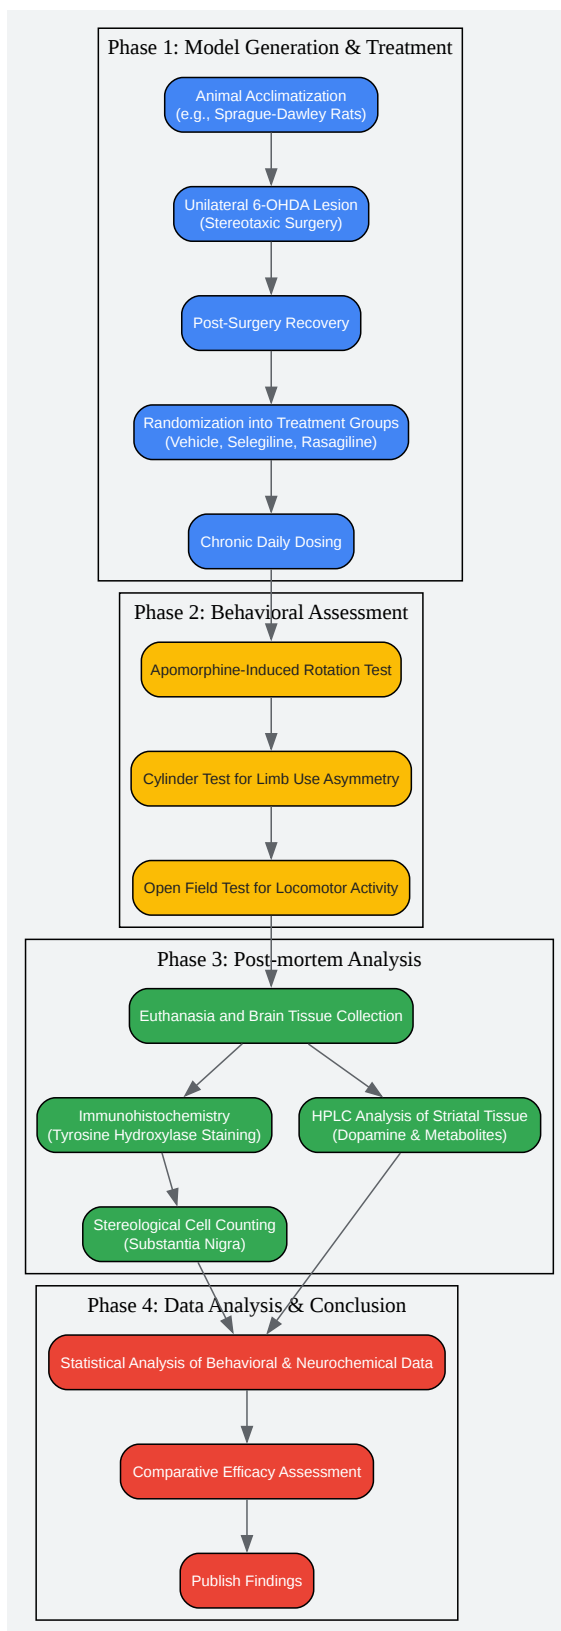 Phase 1: Model Generation & Treatment
Animal Acclimatization
(e.g., Sprague-Dawley Rats)
Unilateral 6-OHDA Lesion
(Stereotaxic Surgery)
Post-Surgery Recovery
Randomization into Treatment Groups
(Vehicle, Selegiline, Rasagiline)
Chronic Daily Dosing
Phase 2: Behavioral Assessment
Apomorphine-Induced Rotation Test
Cylinder Test for Limb Use Asymmetry
Open Field Test for Locomotor Activity
Phase 3: Post-mortem Analysis
Euthanasia and Brain Tissue Collection
Immunohistochemistry
(Tyrosine Hydroxylase Staining)
HPLC Analysis of Striatal Tissue
(Dopamine & Metabolites)
Stereological Cell Counting
(Substantia Nigra)
Phase 4: Data Analysis & Conclusion
Statistical Analysis of Behavioral & Neurochemical Data
Comparative Efficacy Assessment
Publish Findings